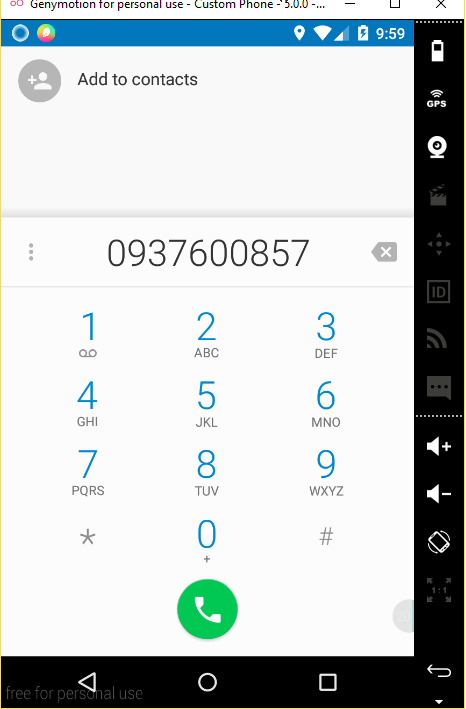 Genymotion for personal use - Custom Phone - 5.0.0 -...
9:59
Add to contacts
GPS
0937600857
1 2 3
ABC DEF
4 5 6
GHI JKL MNO
ID
7 8 9
PQRS TUV WXYZ
* 0 #
+
1:1
free for personal use